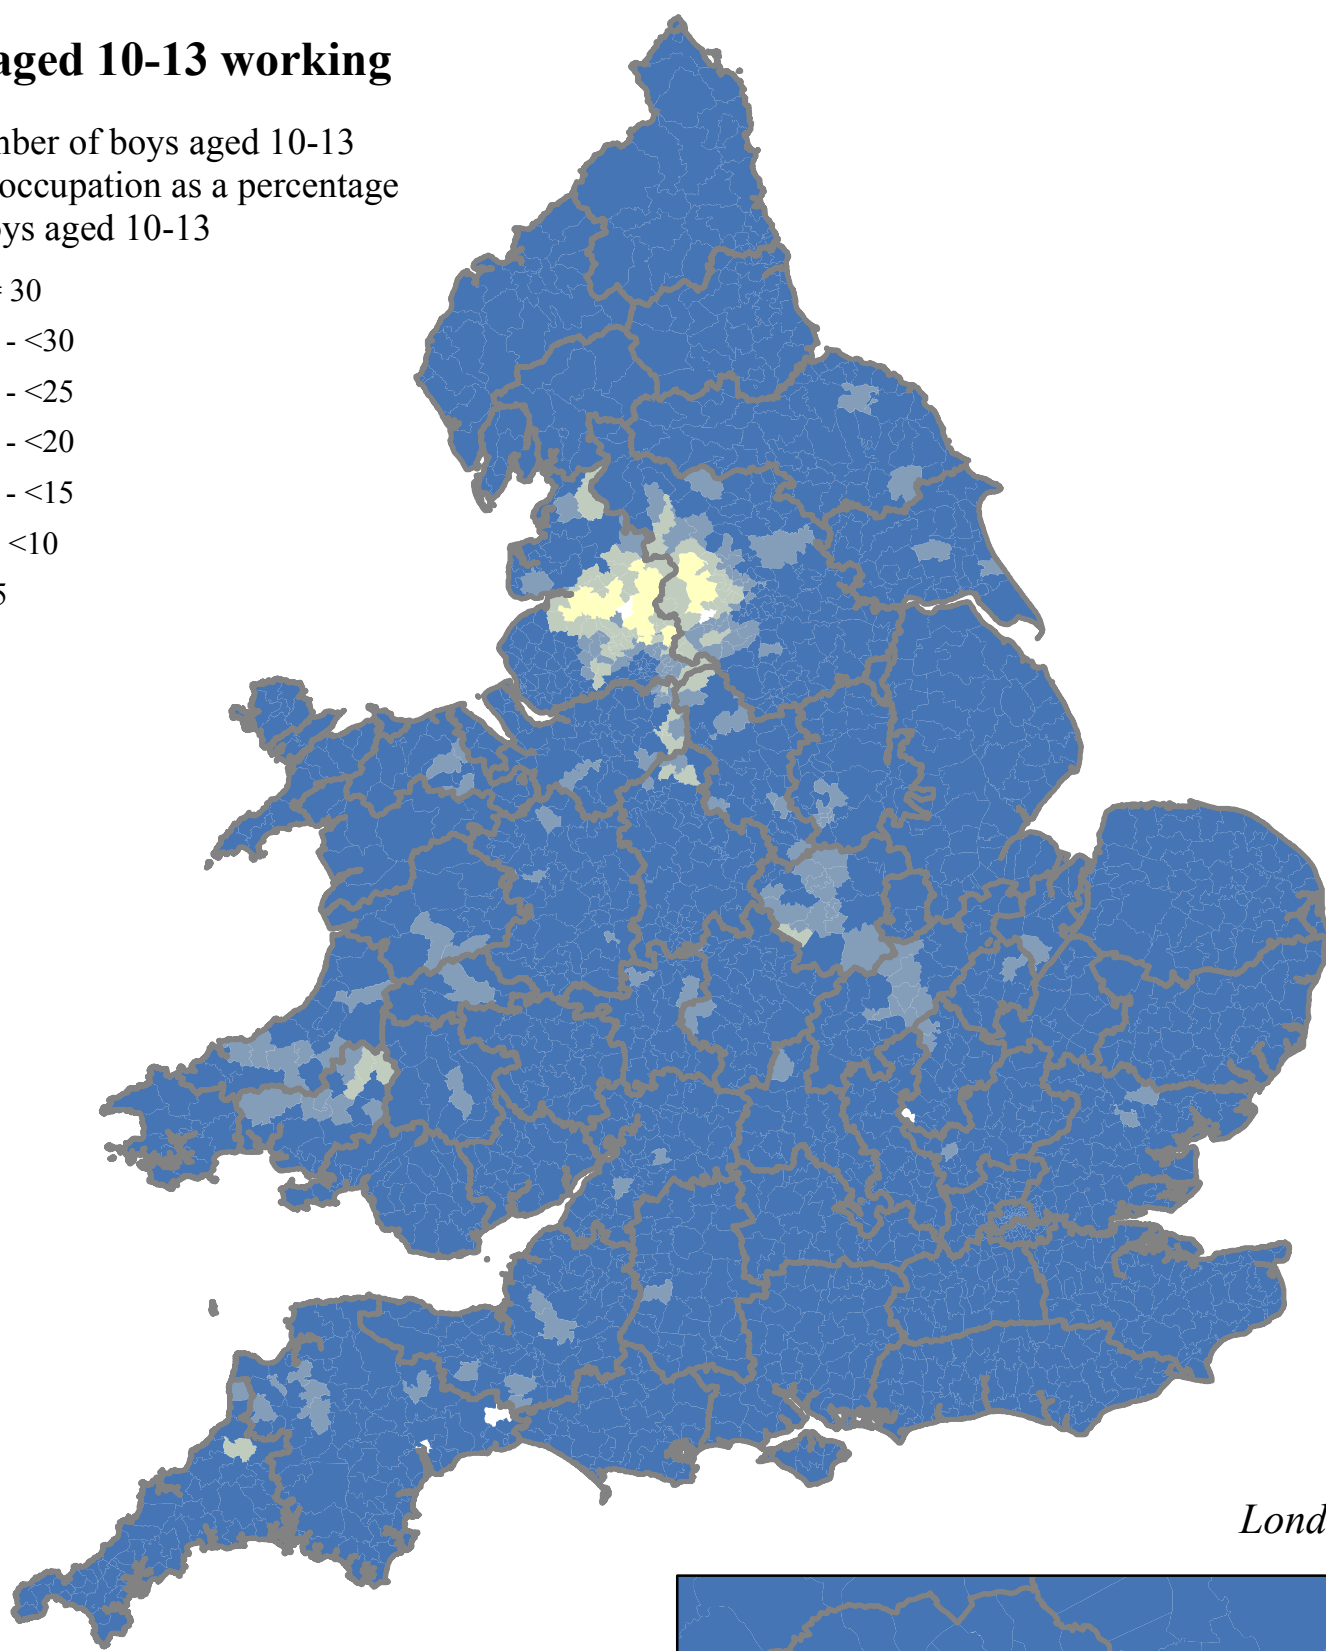 aged 10-13 working
nber of boys aged 10-13
occupation as a percentage
oys aged 10-13
= 30
- <30
- <25
- <20
- <15
<10
5
Lond